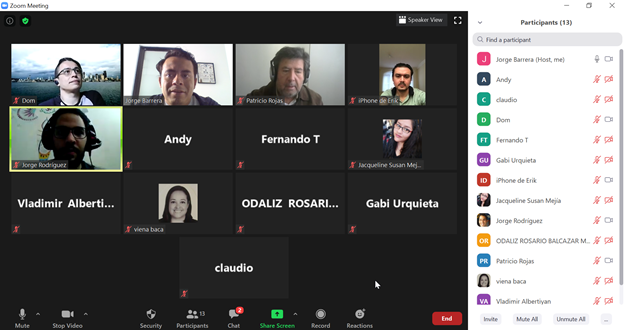 Zoom Meeting
Speaker View
Participants (13)
Find a participant
Dom
Jorge Barrera
Patricio Rojas
iPhone de Erik
Jorge Rodríguez
Andy
Fernando T
Jacqueline Susan Mej...
Vladimir Alberti...
viena baca
ODALIZ ROSARI...
Gabi Urquieta
claudio
J Jorge Barrera (Host, me)
A Andy
C claudio
D Dom
FT Fernando T
GU Gabi Urquieta
ID iPhone de Erik
Jacqueline Susan Mejia
Jorge Rodríguez
OR ODALIZ ROSARIO BALCAZAR M...
PR Patricio Rojas
viena baca
VA Vladimir Albertiyan
Mute
Stop Video
Security
Participants
13
Chat
2
Share Screen
Record
Reactions
End
Invite
Mute All
Unmute All
...